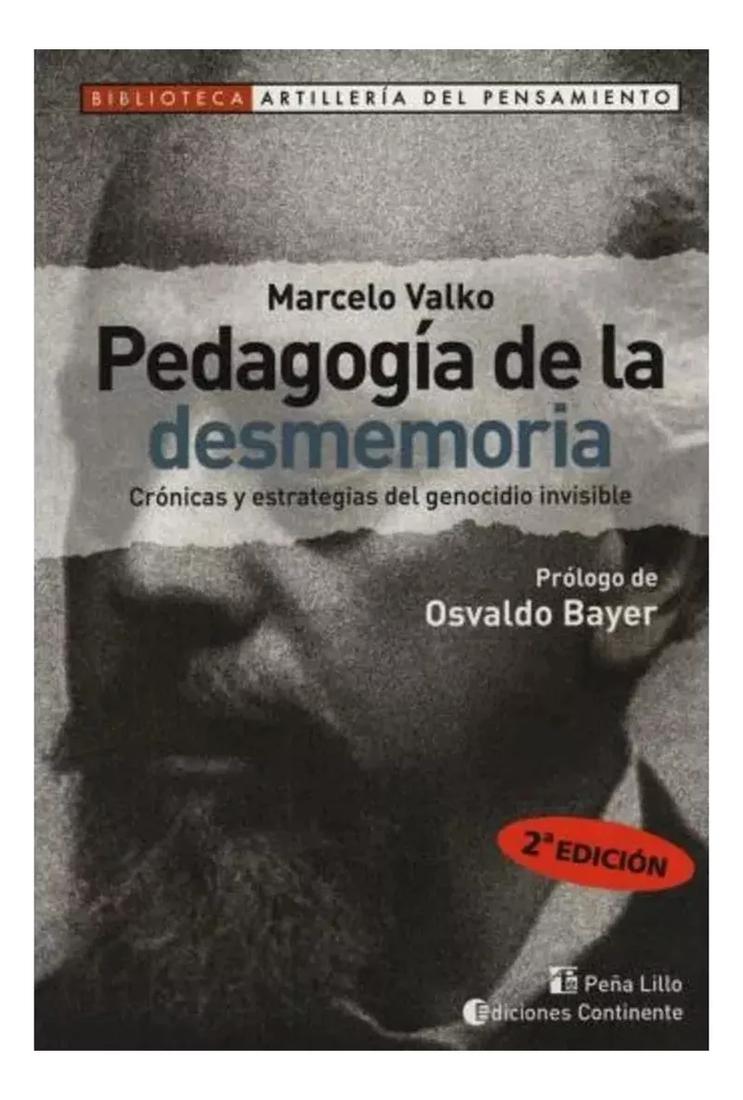 BIBLIOTECA ARTILLERÍA DEL PENSAMIENTO
Marcelo Valko
Pedagogía de la
desmemoria
Crónicas y estrategias del genocidio invisible
Prólogo de
Osvaldo Bayer
2ª EDICIÓN
Peña Lillo
Ediciones Continente